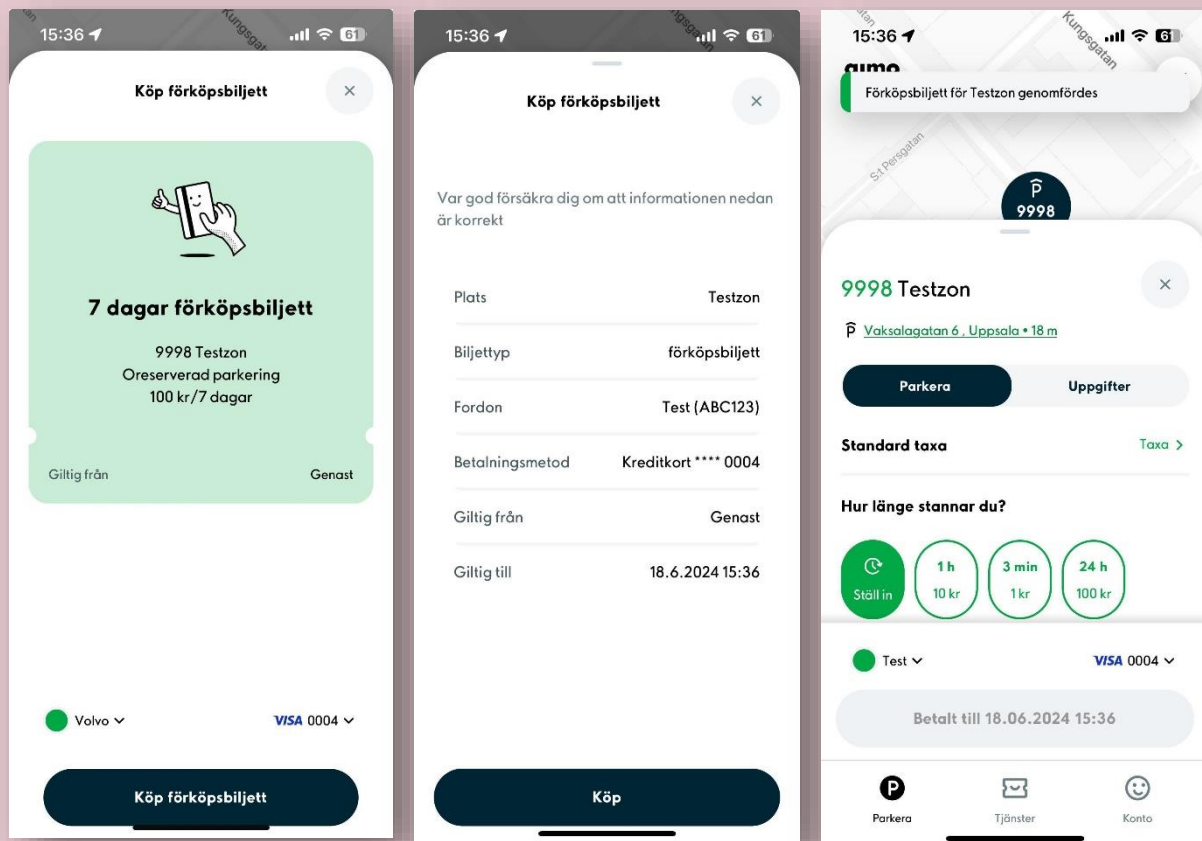 15:36
Kungsgat
61
Köp förköpsbiljett
7 dagar förköpsbiljett
9998 Testzon
Oreserverad parkering
100 kr/7 dagar
Giltig från Genast
Volvo VISA 0004
Köp förköpsbiljett
15:36
61
Köp förköpsbiljett
Var god försäkra dig om att informationen nedan
är korrekt
Plats Testzon
Biljettyp förköpsbiljett
Fordon Test (ABC123)
Betalningsmetod Kreditkort **** 0004
Giltig från Genast
Giltig till 18.6.2024 15:36
Köp
15:36
Kungsgatan
61
aimo
Förköpsbiljett för Testzon genomfördes
S:t Persgatan
P
9998
9998 Testzon
P Vaksalagatan 6 , Uppsala • 18 m
Parkera Uppgifter
Standard taxa Taxa >
Hur länge stannar du?
Ställ in
1 h
10 kr
3 min
1 kr
24 h
100 kr
Test VISA 0004
Betalt till 18.06.2024 15:36
P
Parkera Tjänster Konto